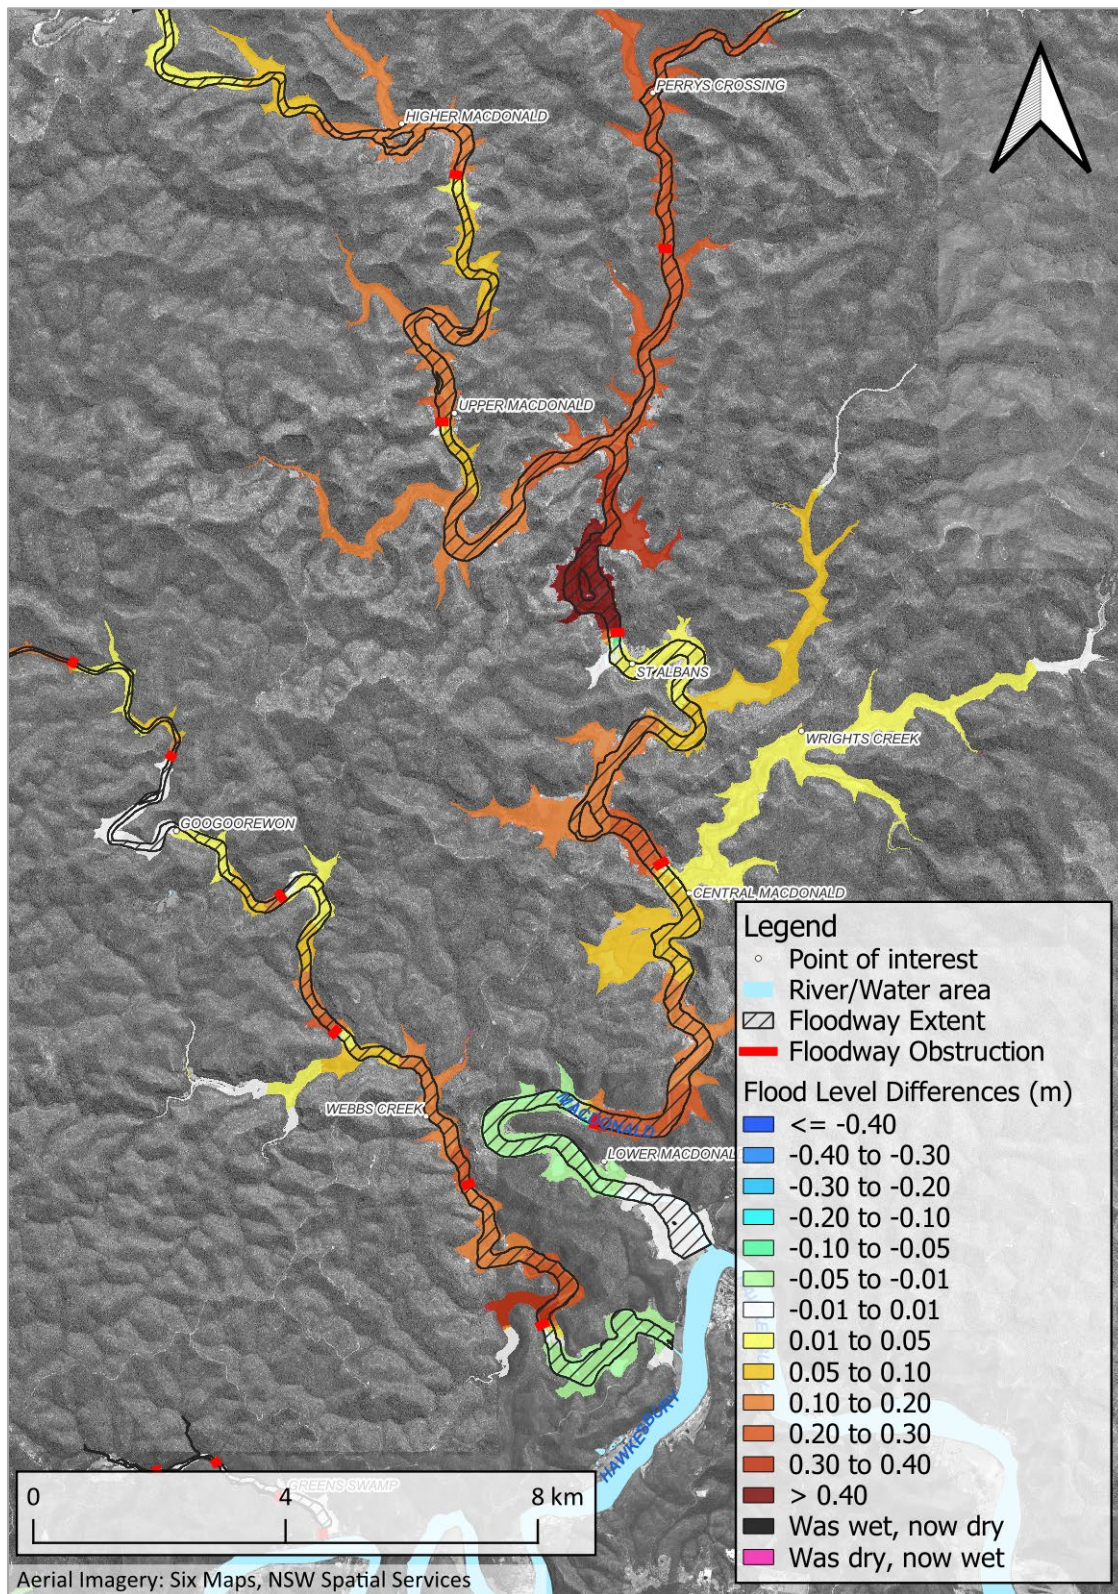 PERRYS CROSSING
HIGHER MACDONALD
UPPER MACDONALD
ST ALBANS
WRIGHTS CREEK
GOOGOOREWON
CENTRAL MACDONALD
WEBBS CREEK
MACDONALD
LOWER MACDONAL
HAWKESBURY
GREENS SWAMP
Legend
Point of interest
River/Water area
Floodway Extent
Floodway Obstruction
Flood Level Differences (m)
<= -0.40
-0.40 to -0.30
-0.30 to -0.20
-0.20 to -0.10
-0.10 to -0.05
-0.05 to -0.01
-0.01 to 0.01
0.01 to 0.05
0.05 to 0.10
0.10 to 0.20
0.20 to 0.30
0.30 to 0.40
> 0.40
Was wet, now dry
Was dry, now wet
0 4 8 km
Aerial Imagery: Six Maps, NSW Spatial Services